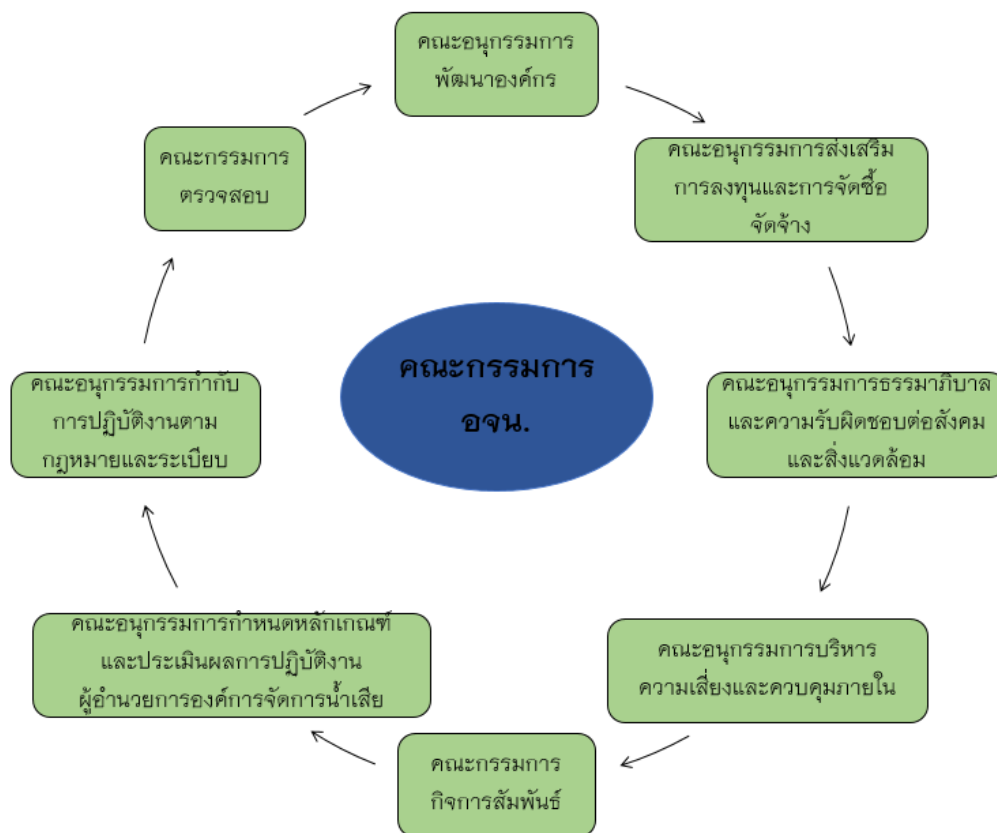 คณะอนุกรรมการ
พัฒนาองค์กร
คณะอนุกรรมการส่งเสริม
การลงทุนและการจัดซื้อ
จัดจ้าง
คณะอนุกรรมการธรรมาภิบาล
และความรับผิดชอบต่อสังคม
และสิ่งแวดล้อม
คณะอนุกรรมการบริหาร
ความเสี่ยงและควบคุมภายใน
คณะกรรมการ
กิจการสัมพันธ์
คณะอนุกรรมการกำหนดหลักเกณฑ์
และประเมินผลการปฏิบัติงาน
ผู้อำนวยการองค์การจัดการน้ำเสีย
คณะอนุกรรมการกำกับ
การปฏิบัติงานตาม
กฎหมายและระเบียบ
คณะกรรมการ
ตรวจสอบ
คณะกรรมการ
อจน.